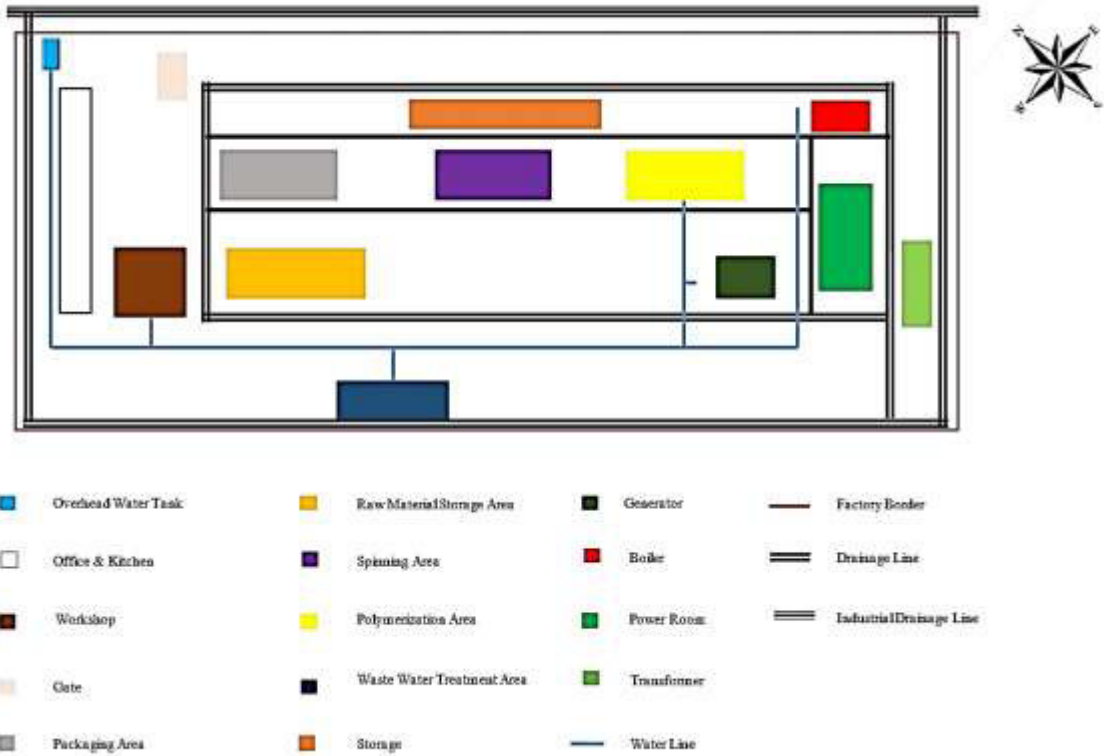 N
E
Overhead Water Tank
Raw Material Storage Area
Generator
Factory Border
Office & Kitchen
Spinning Area
Boiler
Drainage Line
Workshop
Polymerization Area
Power Room
Industrial Drainage Line
Gate
Waste Water Treatment Area
Transformer
Packaging Area
Storage
Water Line